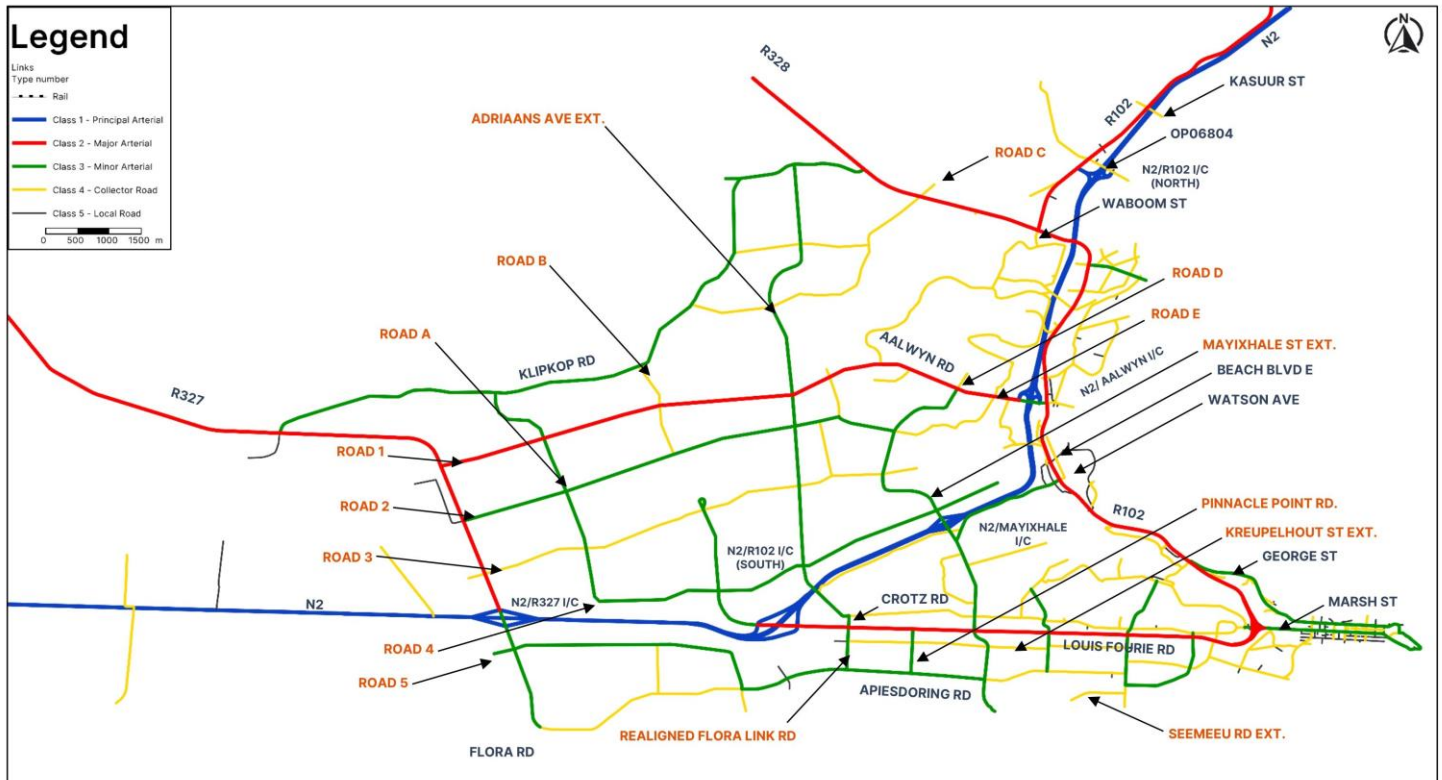 Legend
Links
Type number
Rail
Class 1 - Principal Arterial
Class 2 - Major Arterial
Class 3 - Minor Arterial
Class 4 - Collector Road
Class 5 - Local Road
0 500 1000 1500 m
N
N2
R328
KASUUR ST
R102
ADRIAANS AVE EXT.
OP06804
ROAD C
N2/R102 I/C
(NORTH)
WABOOM ST
ROAD B
ROAD D
ROAD E
ROAD A
AALWYN RD
MAYIXHALE ST EXT.
KLIPKOP RD
N2/ AALWYN I/C
BEACH BLVD E
R327
WATSON AVE
ROAD 1
ROAD 2
R102
PINNACLE POINT RD.
N2/MAYIXHALE
I/C
KREUPELHOUT ST EXT.
ROAD 3
N2/R102 I/C
(SOUTH)
GEORGE ST
N2
N2/R327 I/C
CROTZ RD
MARSH ST
ROAD 4
LOUIS FOURIE RD
ROAD 5
APIESDORING RD
REALIGNED FLORA LINK RD
SEEMEEU RD EXT.
FLORA RD